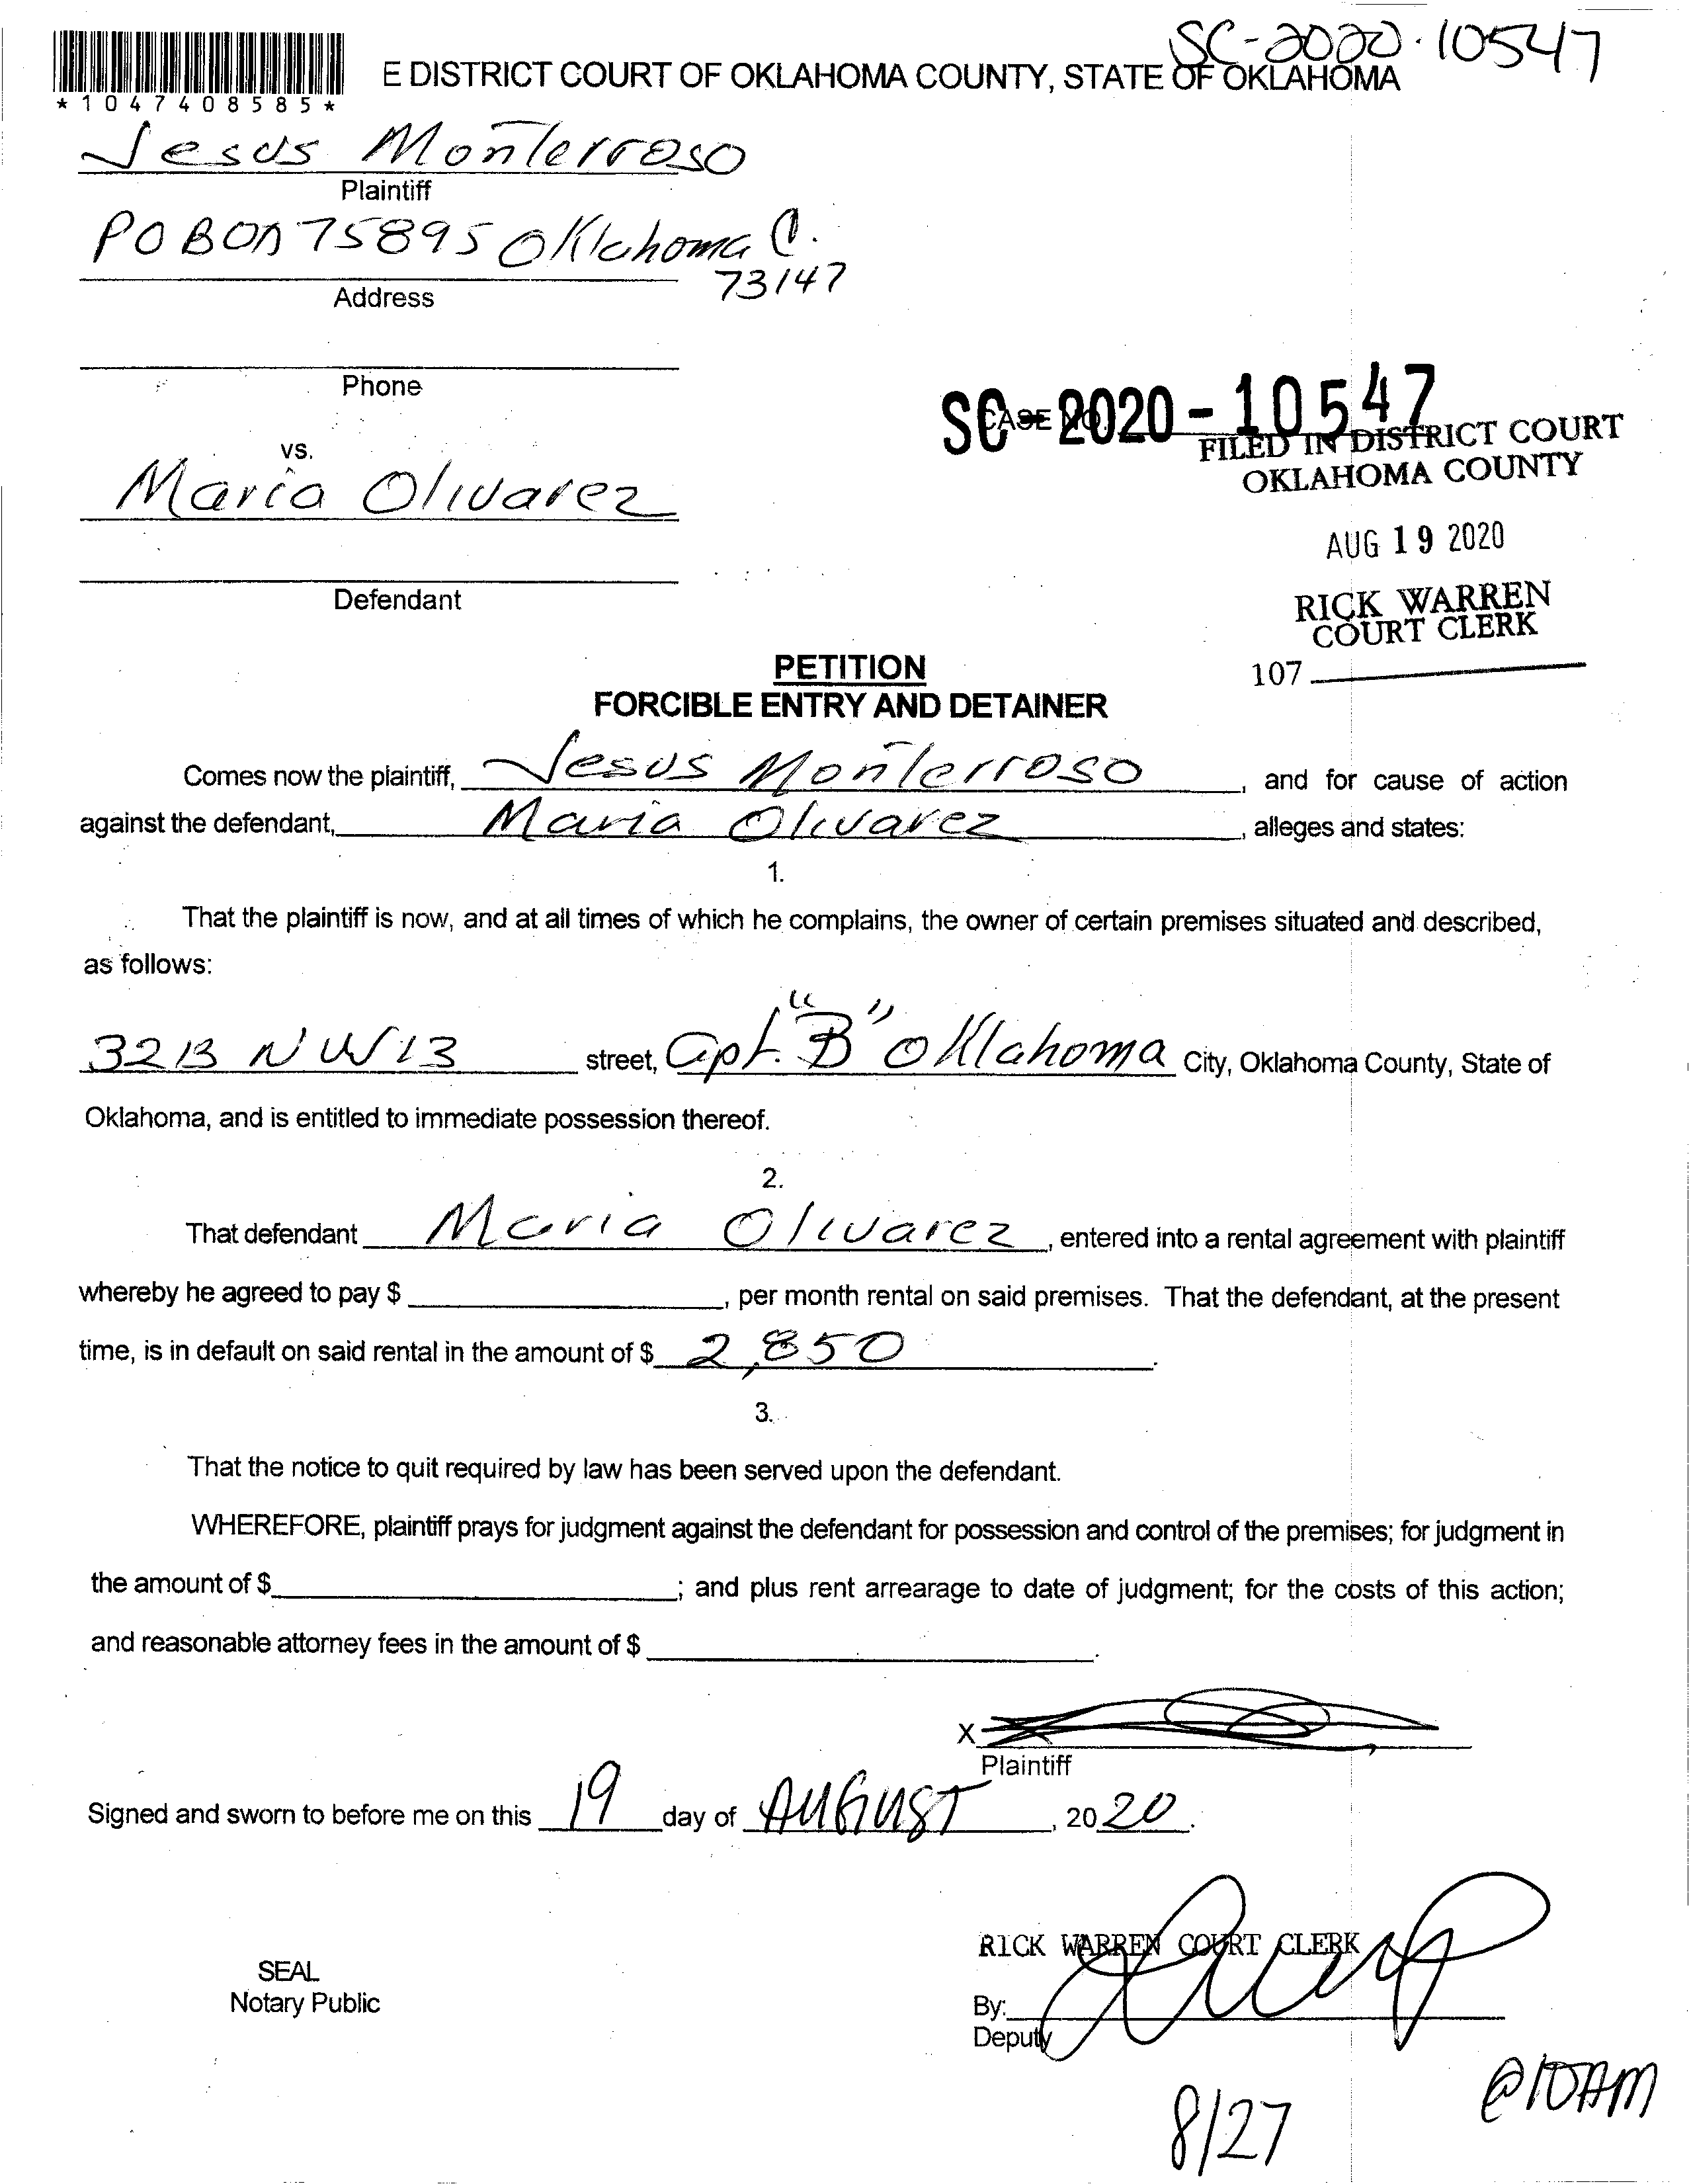 SC-2020-10547
E DISTRICT COURT OF OKLAHOMA COUNTY, STATE OF OKLAHOMA
*1047408585*
Jesus Monterroso
Plaintiff
PO BOX 75895 Oklahoma C.
73147
Address
Phone
SC-2020-10547
CASE NO.
FILED IN DISTRICT COURT
OKLAHOMA COUNTY
vs.
Maria Olivarez
AUG 19 2020
Defendant
RICK WARREN
COURT CLERK
107
PETITION
FORCIBLE ENTRY AND DETAINER
Comes now the plaintiff, Jesus Monterroso, and for cause of action
against the defendant, Maria Olivarez, alleges and states:
1.
That the plaintiff is now, and at all times of which he complains, the owner of certain premises situated and described,
as follows:
3213 NW 13 street, apt. "B" Oklahoma City, Oklahoma County, State of
Oklahoma, and is entitled to immediate possession thereof.
2.
That defendant Maria Olivarez, entered into a rental agreement with plaintiff
whereby he agreed to pay $, per month rental on said premises. That the defendant, at the present
time, is in default on said rental in the amount of $ 2,850.
3.
That the notice to quit required by law has been served upon the defendant.
WHEREFORE, plaintiff prays for judgment against the defendant for possession and control of the premises; for judgment in
the amount of $; and plus rent arrearage to date of judgment; for the costs of this action;
and reasonable attorney fees in the amount of $.
X
Plaintiff
Signed and sworn to before me on this 19 day of AUGUST, 2020.
RICK WARREN COURT CLERK
SEAL
Notary Public
By:
Deputy
@10AM
8/27